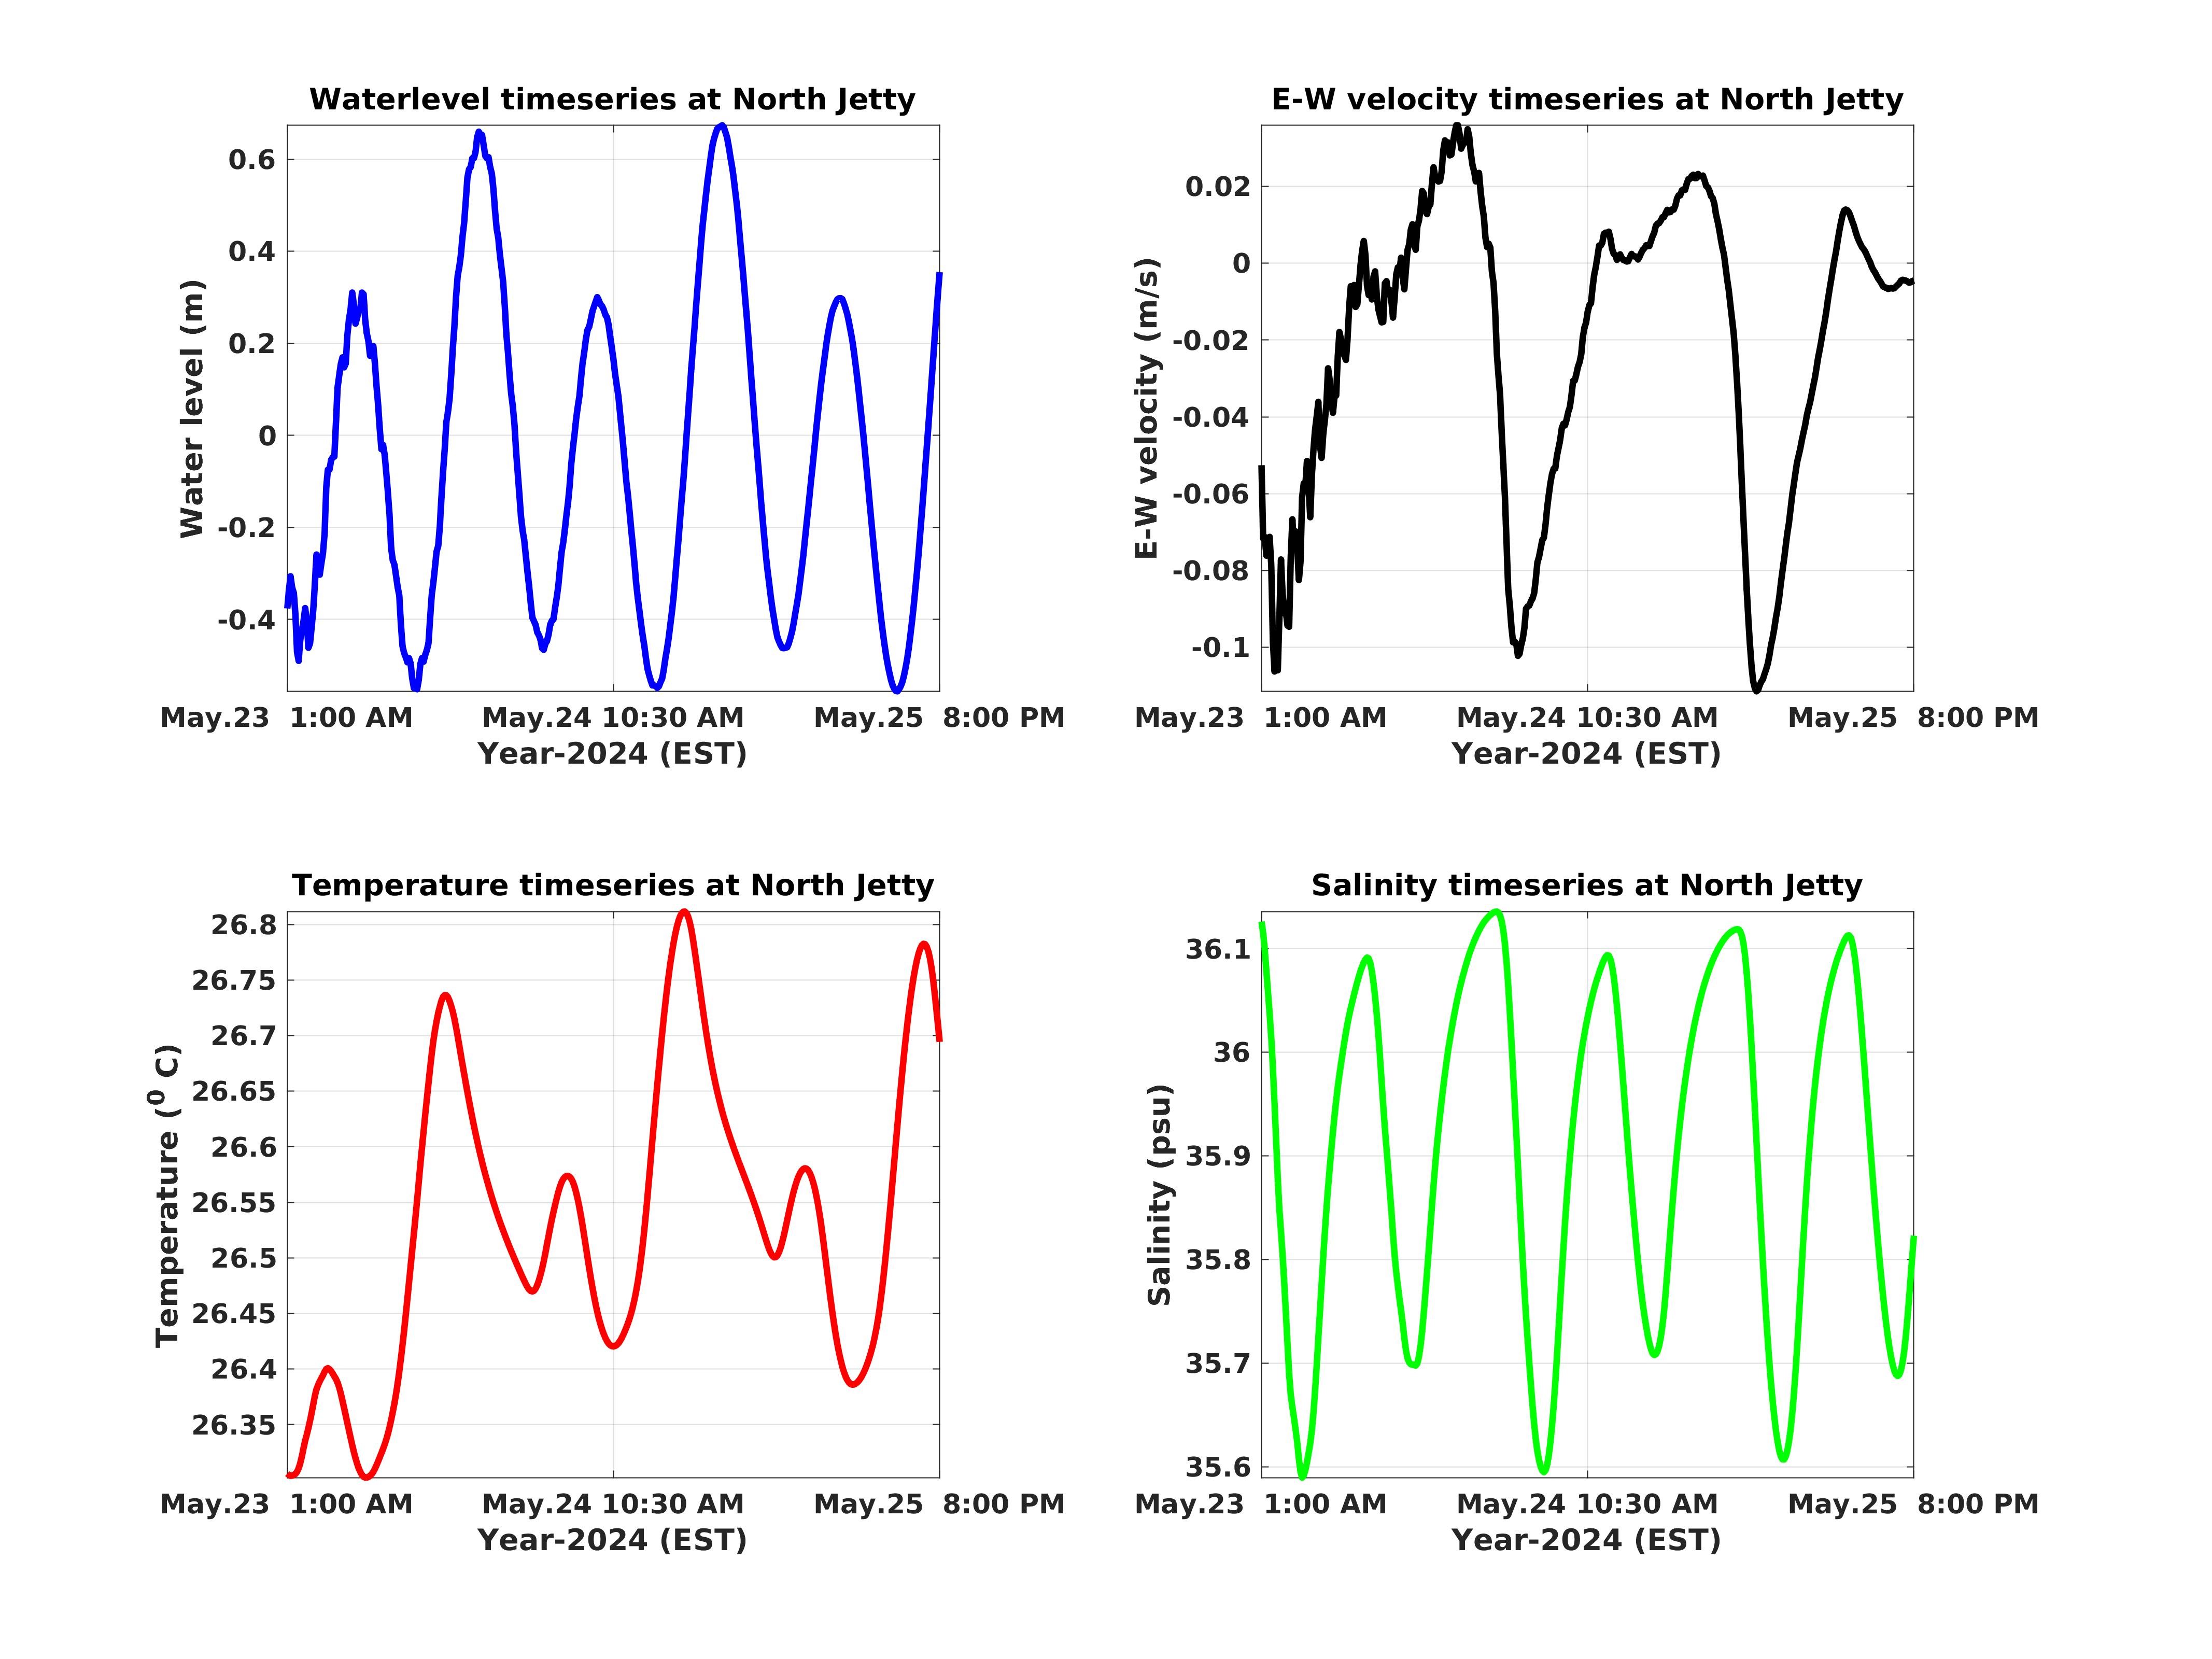 Waterlevel timeseries at North Jetty
0.6
0.4
0.2
0
-0.2
-0.4
Water level (m)
May.23 1:00 AM May.24 10:30 AM May.25 8:00 PM
Year-2024 (EST)
E-W velocity timeseries at North Jetty
0.02
0
-0.02
-0.04
-0.06
-0.08
-0.1
E-W velocity (m/s)
May.23 1:00 AM May.24 10:30 AM May.25 8:00 PM
Year-2024 (EST)
Temperature timeseries at North Jetty
26.8
26.75
26.7
26.65
26.6
26.55
26.5
26.45
26.4
26.35
Temperature (⁰ C)
May.23 1:00 AM May.24 10:30 AM May.25 8:00 PM
Year-2024 (EST)
Salinity timeseries at North Jetty
36.1
36
35.9
35.8
35.7
35.6
Salinity (psu)
May.23 1:00 AM May.24 10:30 AM May.25 8:00 PM
Year-2024 (EST)